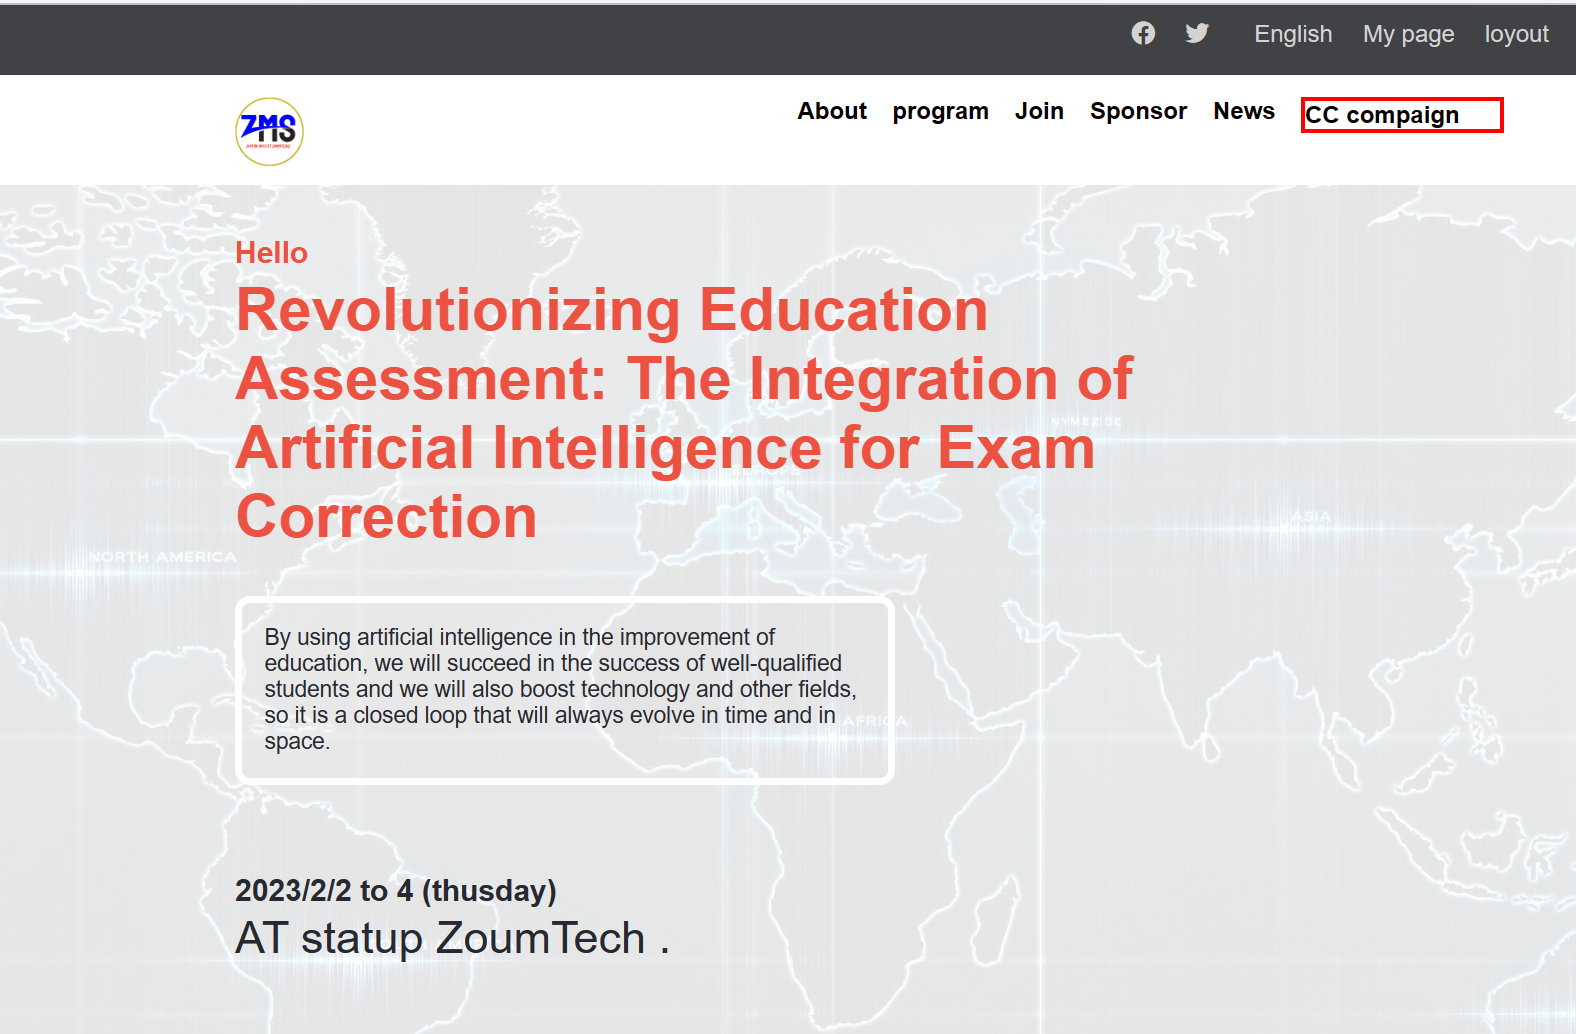 English My page loyout
ZMS
About program Join Sponsor News CC compaign
Hello
Revolutionizing Education
Assessment: The Integration of
Artificial Intelligence for Exam
Correction
NYMEZIDE
EUROPE
ASIA
NORTH AMERICA
By using artificial intelligence in the improvement of
education, we will succeed in the success of well-qualified
students and we will also boost technology and other fields,
so it is a closed loop that will always evolve in time and in
space.
AFRICA
2023/2/2 to 4 (thusday)
AT statup ZoumTech .